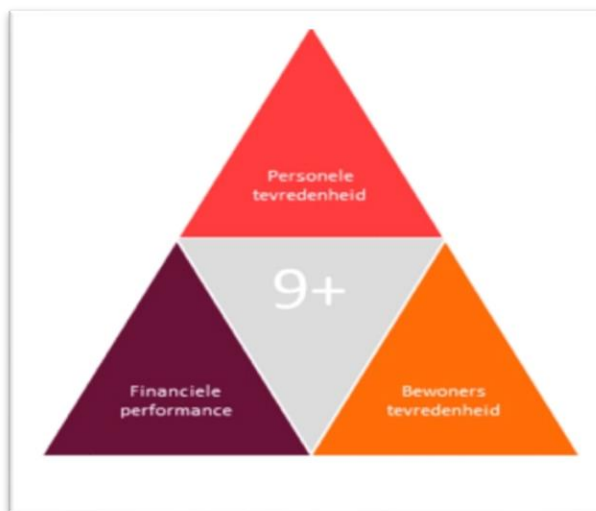 Personele
tevredenheid
9+
Financiele
performance
Bewoners
tevredenheid